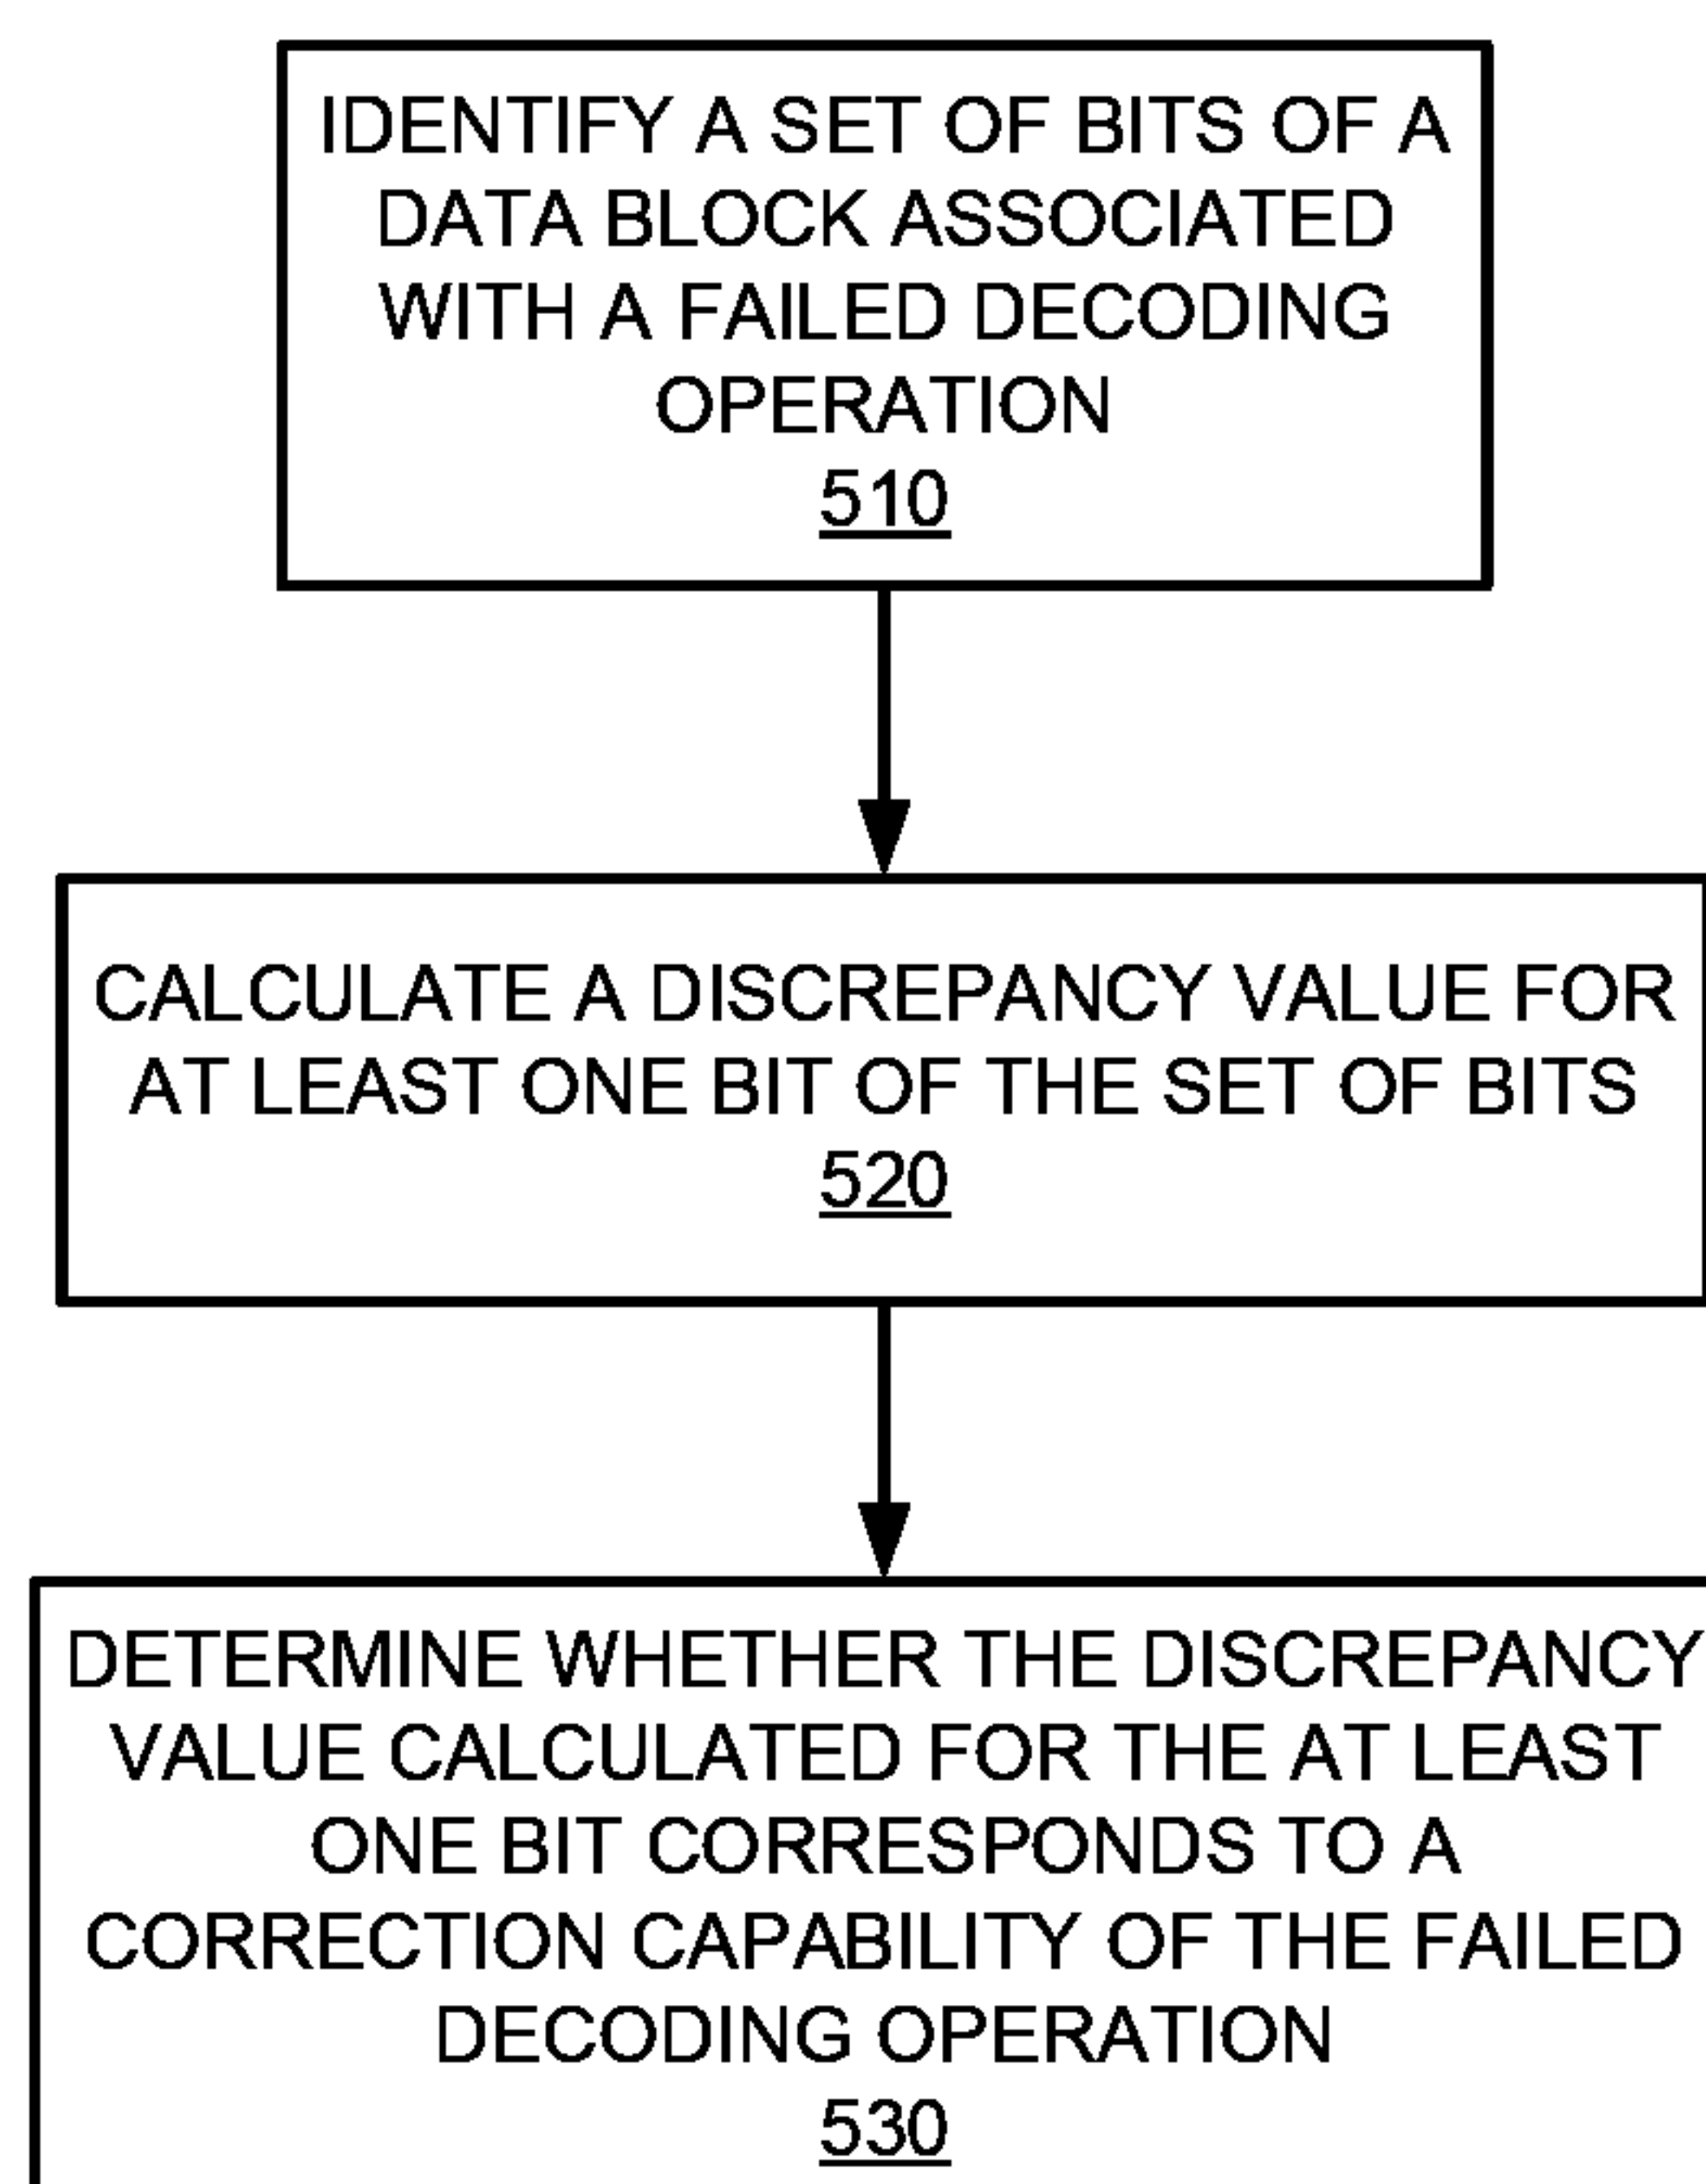 IDENTIFY A SET OF BITS OF A
DATA BLOCK ASSOCIATED
WITH A FAILED DECODING
OPERATION
510
CALCULATE A DISCREPANCY VALUE FOR
AT LEAST ONE BIT OF THE SET OF BITS
520
DETERMINE WHETHER THE DISCREPANCY
VALUE CALCULATED FOR THE AT LEAST
ONE BIT CORRESPONDS TO A
CORRECTION CAPABILITY OF THE FAILED
DECODING OPERATION
530